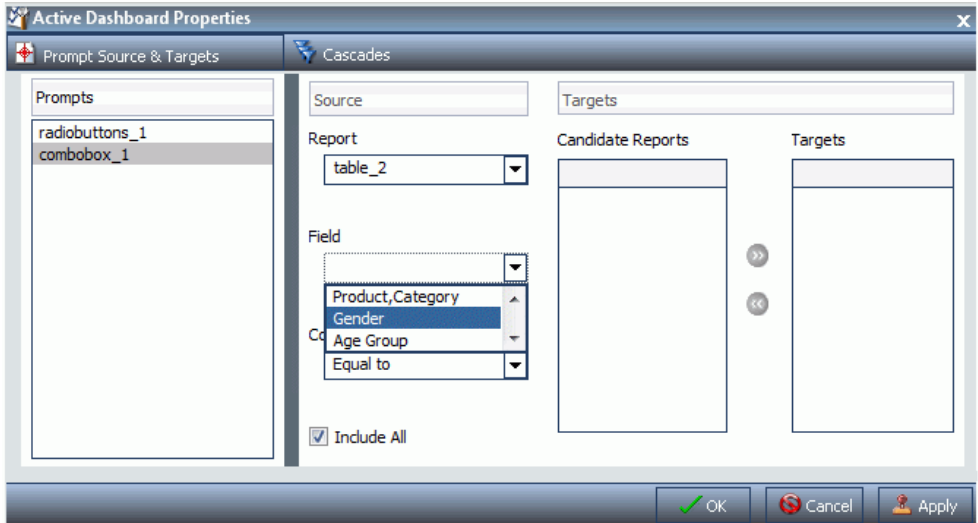 Active Dashboard Properties
x
Prompt Source & Targets
Cascades
Prompts
radiobuttons_1
combobox_1
Source
Report
table_2
Field
Product,Category
Gender
Age Group
Equal to
Include All
Targets
Candidate Reports
Targets
OK
Cancel
Apply